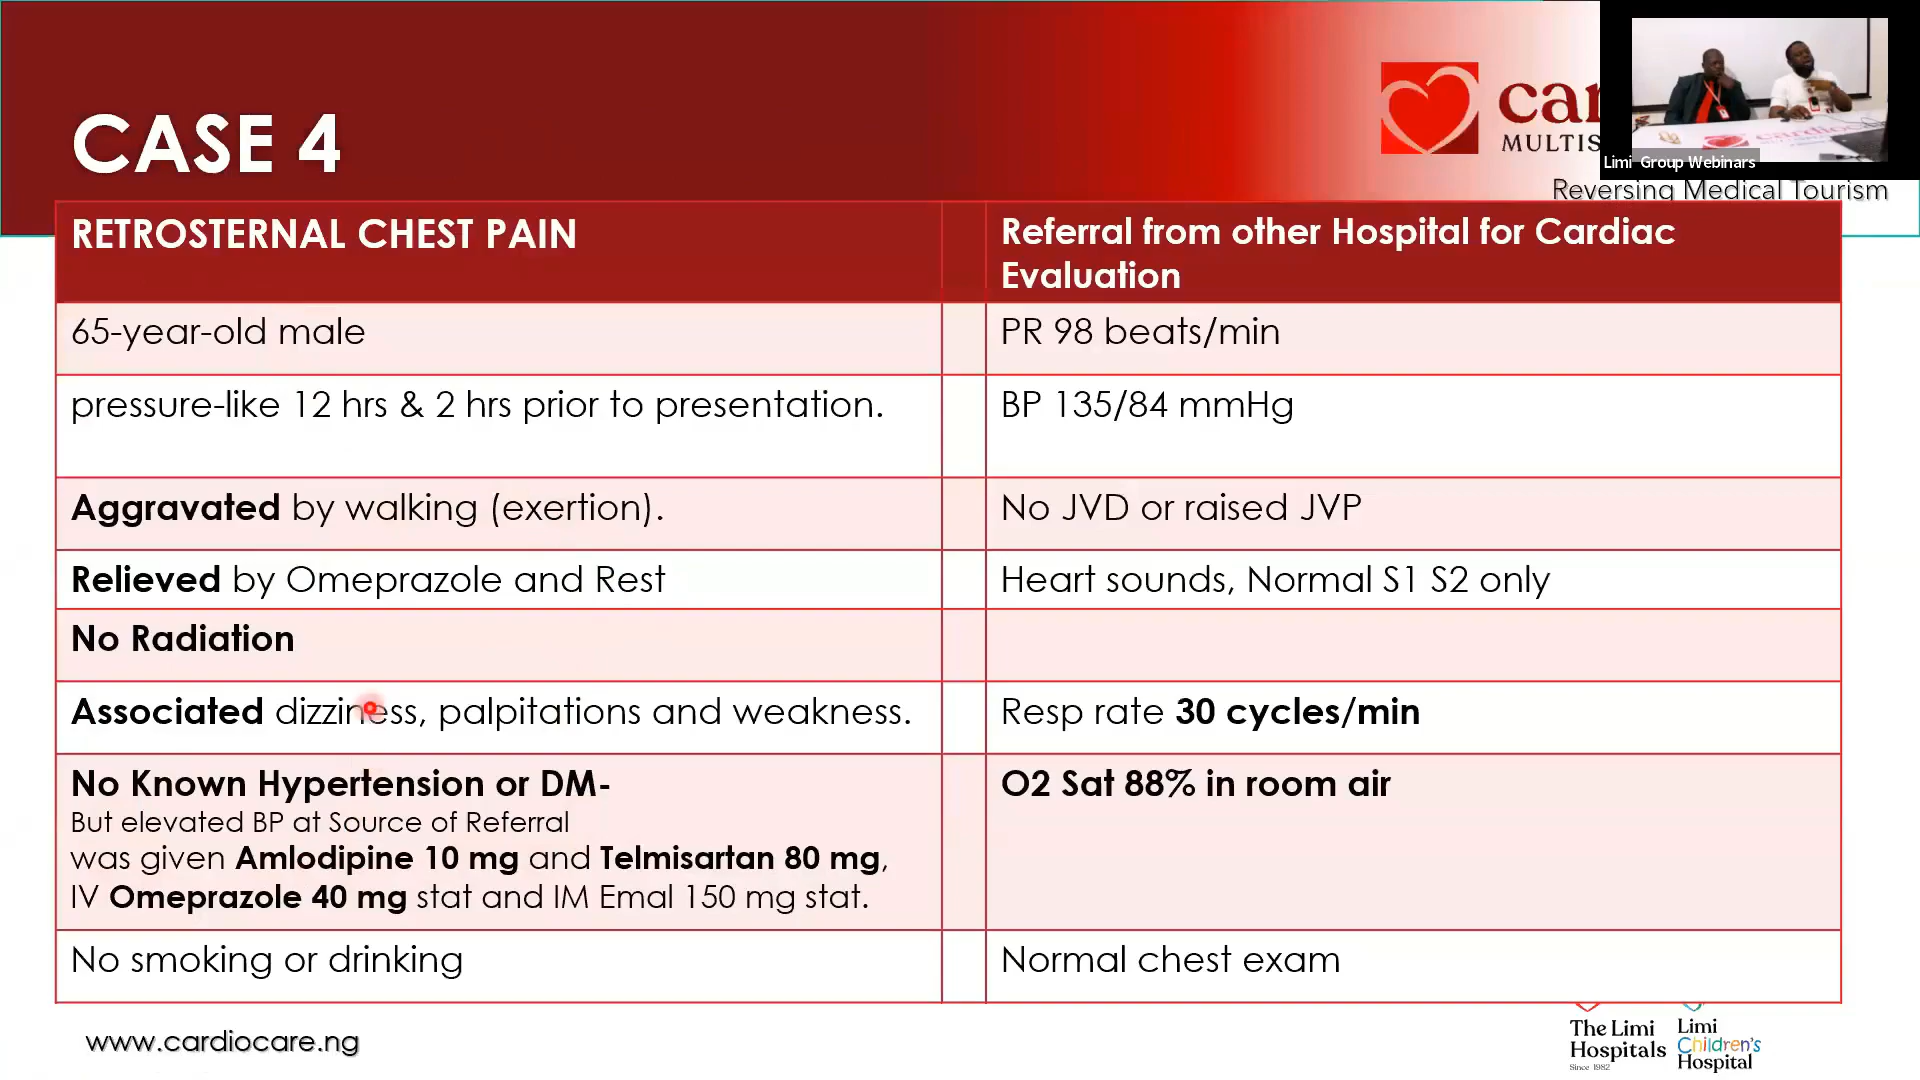 CASE 4
MULTIS
Limi Group Webinars
Reversing Medical Tourism
RETROSTERNAL CHEST PAIN
Referral from other Hospital for Cardiac
Evaluation
65-year-old male
PR 98 beats/min
pressure-like 12 hrs & 2 hrs prior to presentation.
BP 135/84 mmHg
Aggravated by walking (exertion).
No JVD or raised JVP
Relieved by Omeprazole and Rest
Heart sounds, Normal S1 S2 only
No Radiation
Associated dizziness, palpitations and weakness.
Resp rate 30 cycles/min
No Known Hypertension or DM-
But elevated BP at Source of Referral
was given Amlodipine 10 mg and Telmisartan 80 mg,
IV Omeprazole 40 mg stat and IM Emal 150 mg stat.
O2 Sat 88% in room air
No smoking or drinking
Normal chest exam
www.cardiocare.ng
The Limi
Hospitals
Since 1982
Limi
Children's
Hospital